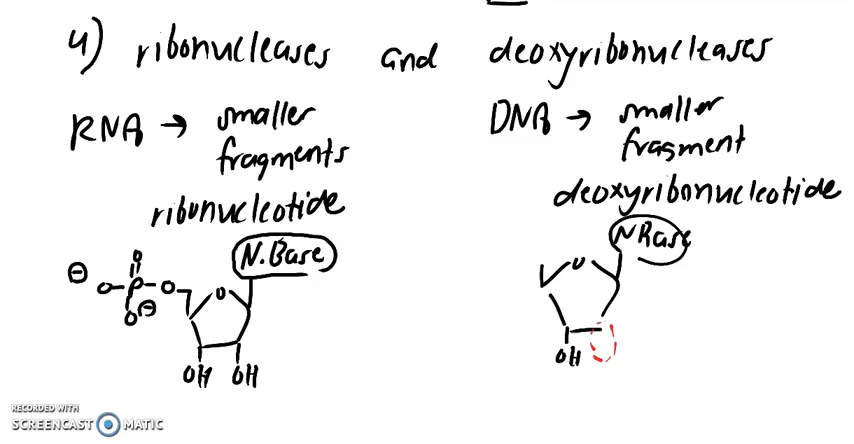 4) ribonucleases and deoxyribonucleases
RNA → smaller fragments
DNA → smaller fragment
ribonucleotide
deoxyribonucleotide
N.Base
N Base
⊖ O-P-O O
O
O⊖
OH OH
O
OH
RECORDED WITH
SCREENCAST MATIC